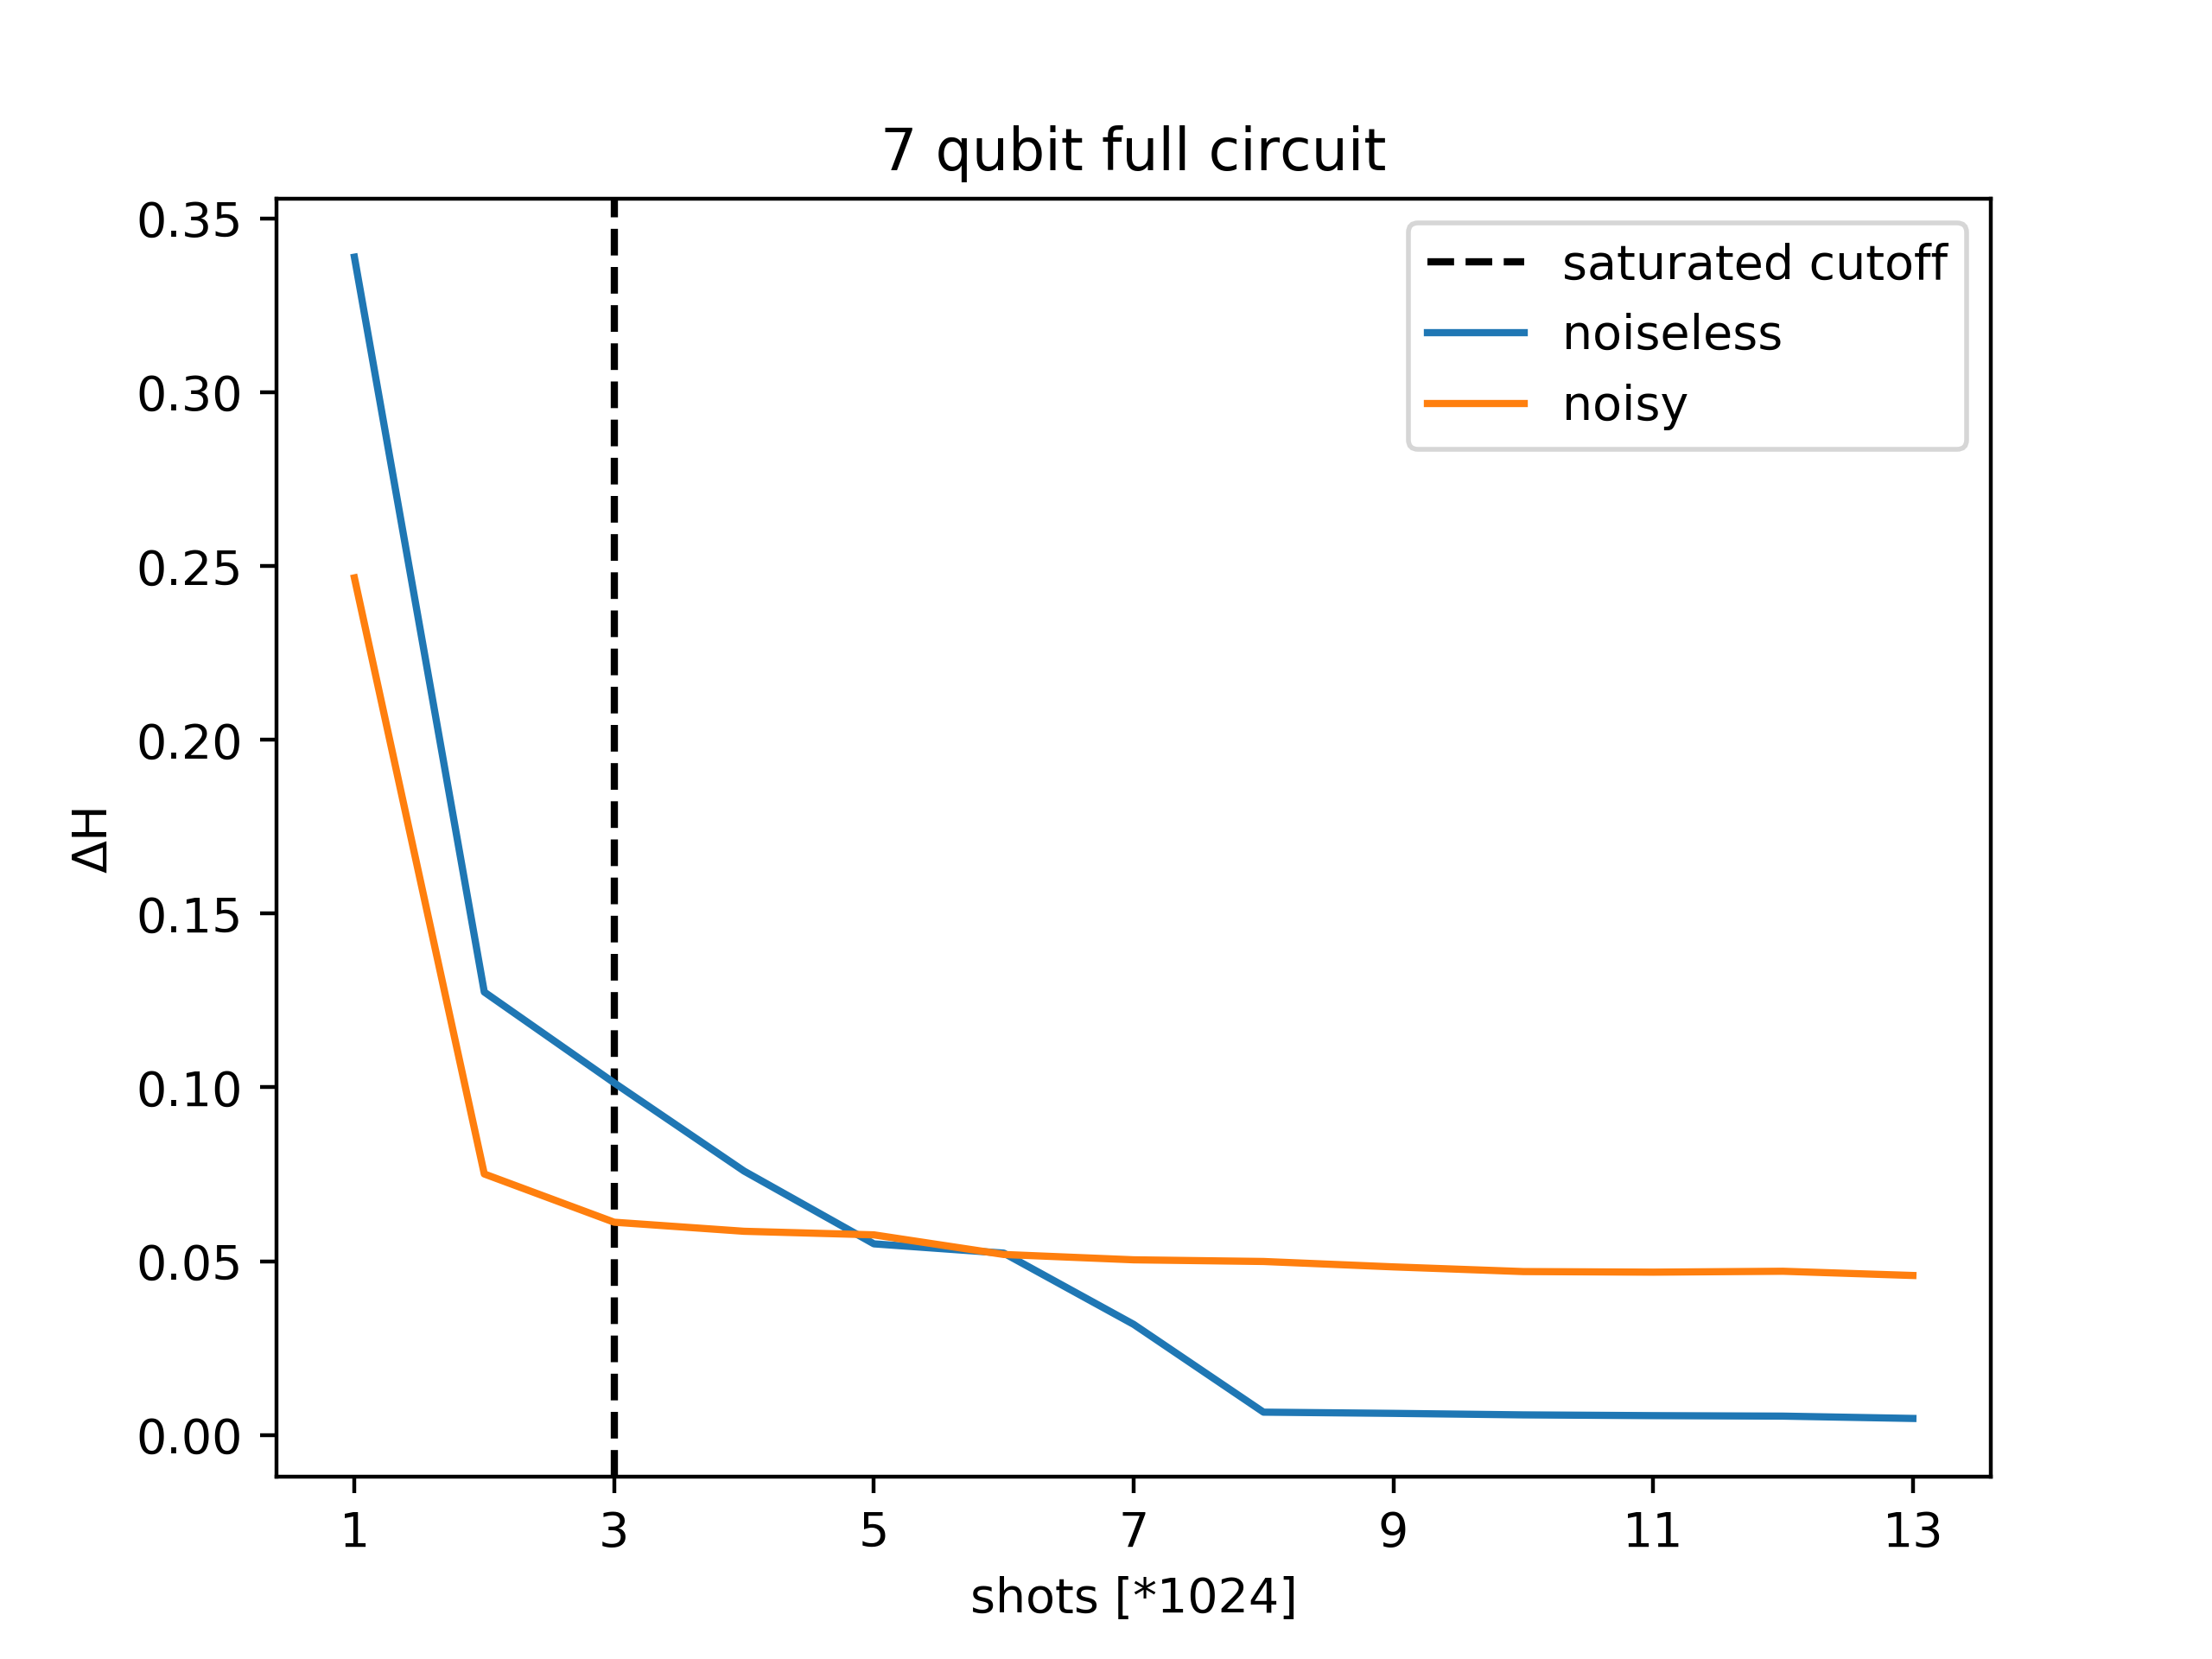 7 qubit full circuit
saturated cutoff
noiseless
noisy
0.35
0.30
0.25
0.20
0.15
0.10
0.05
0.00
ΔH
1 3 5 7 9 11 13
shots [*1024]